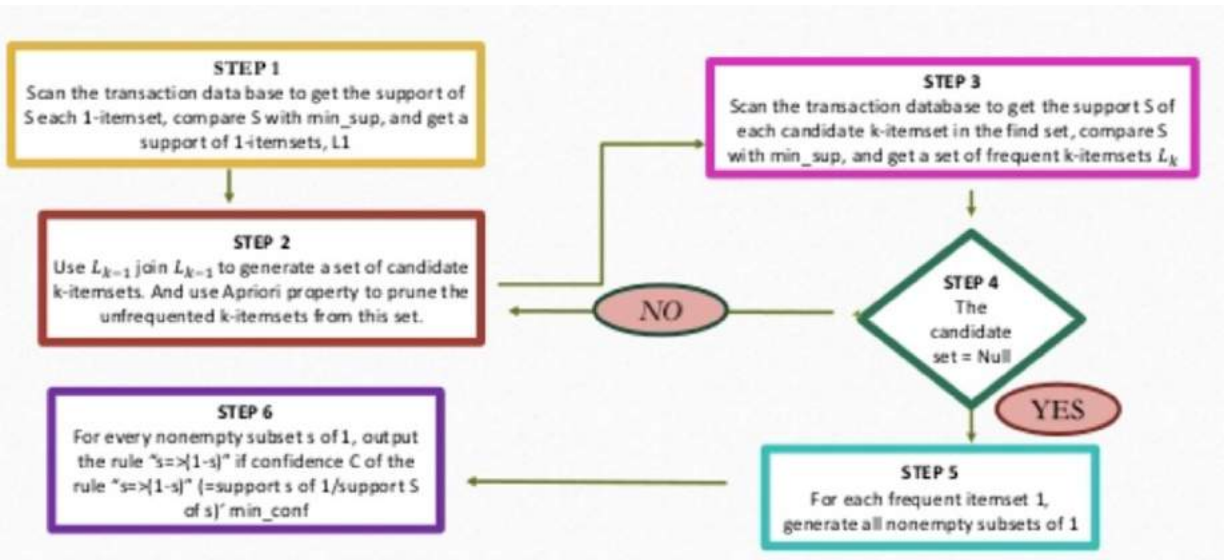 STEP 1
Scan the transaction data base to get the support of
S each 1-itemset, compare S with min_sup, and get a
support of 1-itemsets, L1
STEP 2
Use Lₖ₋₁ join Lₖ₋₁ to generate a set of candidate
k-itemsets. And use Apriori property to prune the
unfrequented k-itemsets from this set.
STEP 3
Scan the transaction database to get the support S of
each candidate k-itemset in the find set, compare S
with min_sup, and get a set of frequent k-itemsets Lₖ
STEP 4
The
candidate
set = Null
NO
YES
STEP 5
For each frequent itemset 1,
generate all nonempty subsets of 1
STEP 6
For every nonempty subset s of 1, output
the rule "s=>(1-s)" if confidence C of the
rule "s=>(1-s)" (=support s of 1/support S
of s)' min_conf